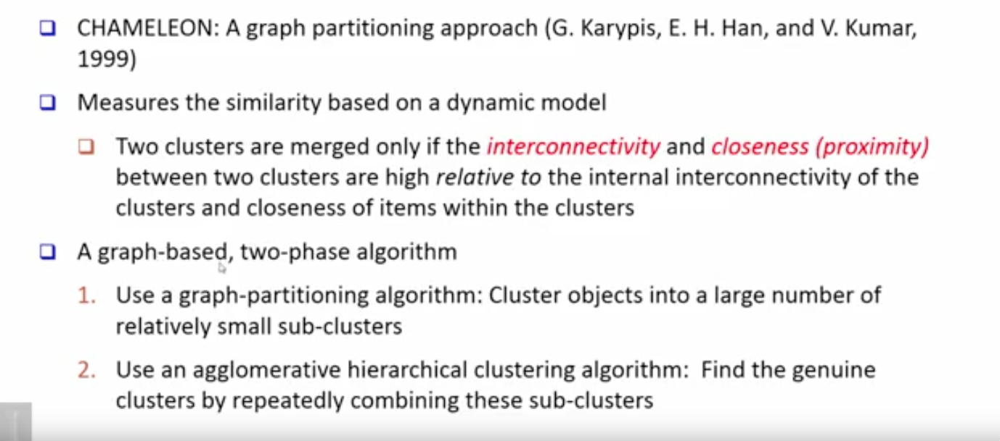 CHAMELEON: A graph partitioning approach (G. Karypis, E. H. Han, and V. Kumar,
1999)
Measures the similarity based on a dynamic model
Two clusters are merged only if the interconnectivity and closeness (proximity)
between two clusters are high relative to the internal interconnectivity of the
clusters and closeness of items within the clusters
A graph-based, two-phase algorithm
1. Use a graph-partitioning algorithm: Cluster objects into a large number of
relatively small sub-clusters
2. Use an agglomerative hierarchical clustering algorithm: Find the genuine
clusters by repeatedly combining these sub-clusters